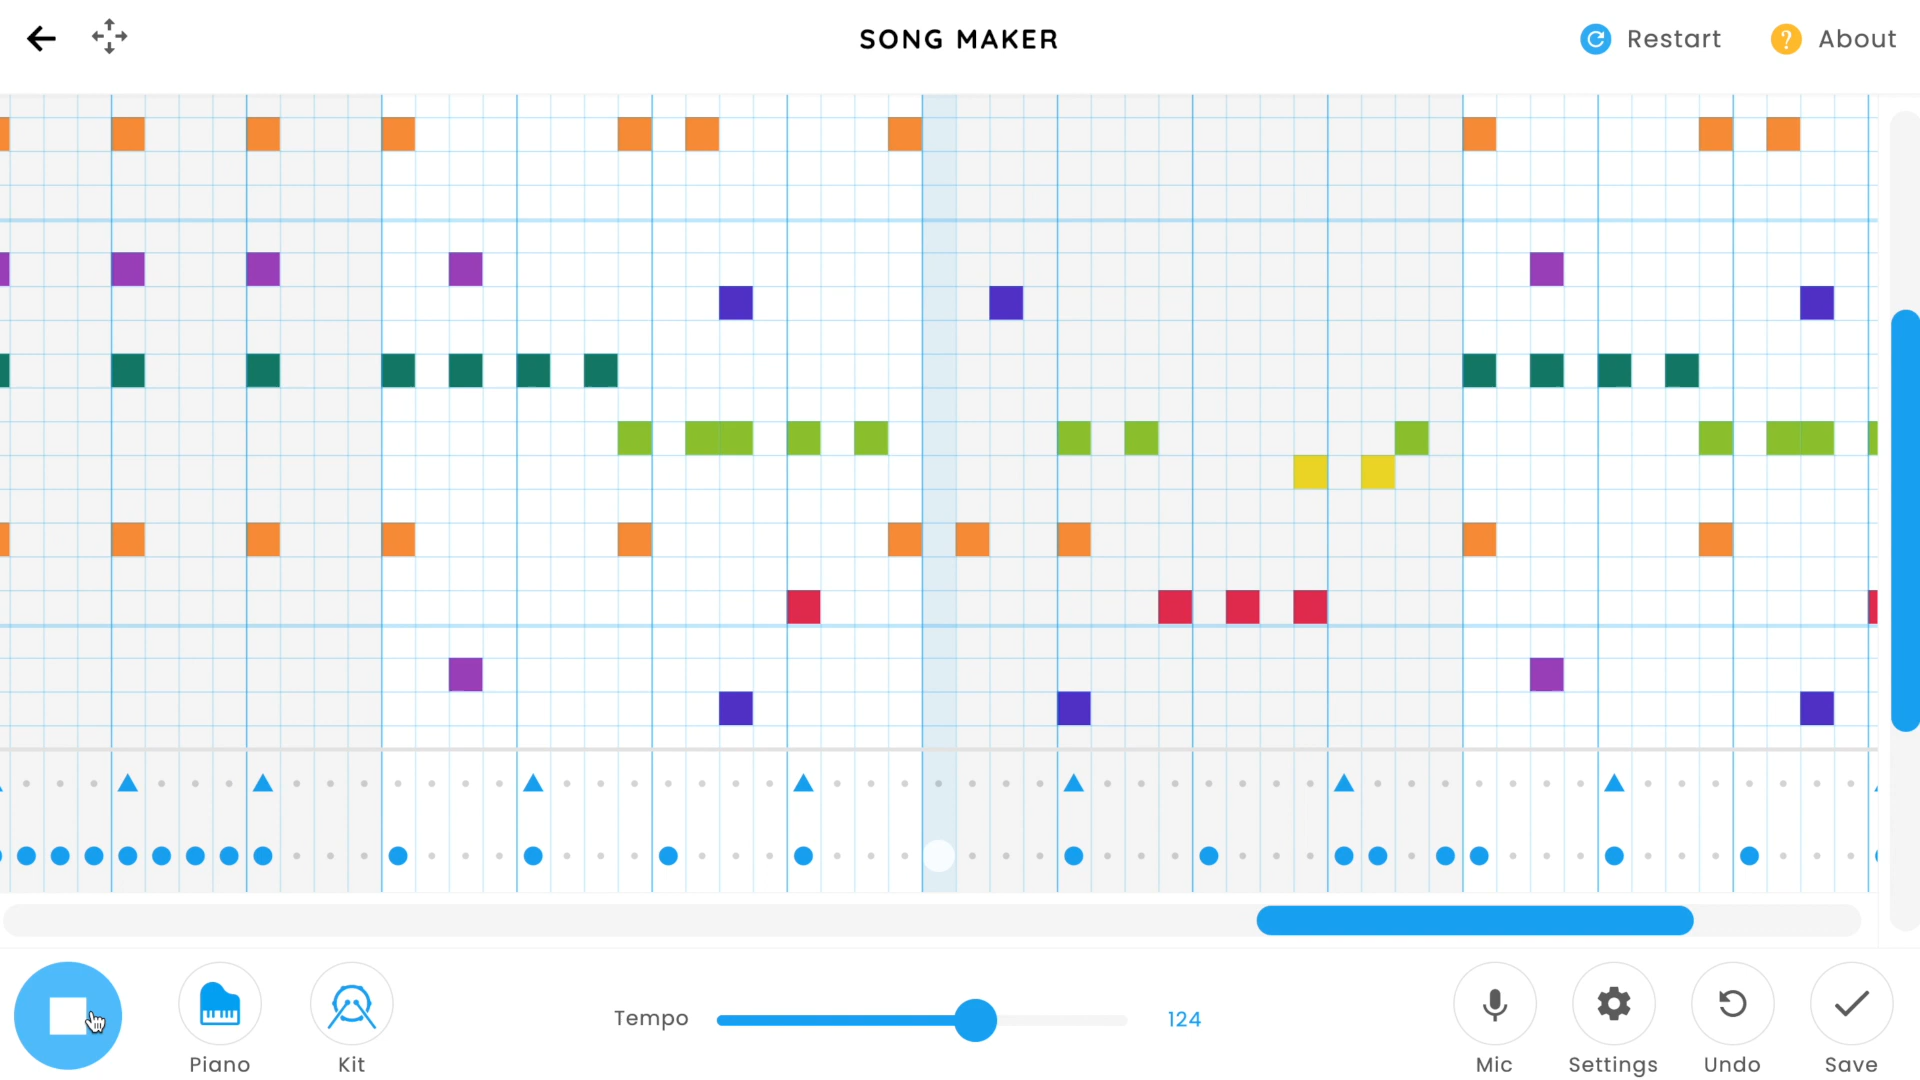 SONG MAKER
Restart
? About
Tempo
124
Piano
Kit
Mic
Settings
Undo
Save